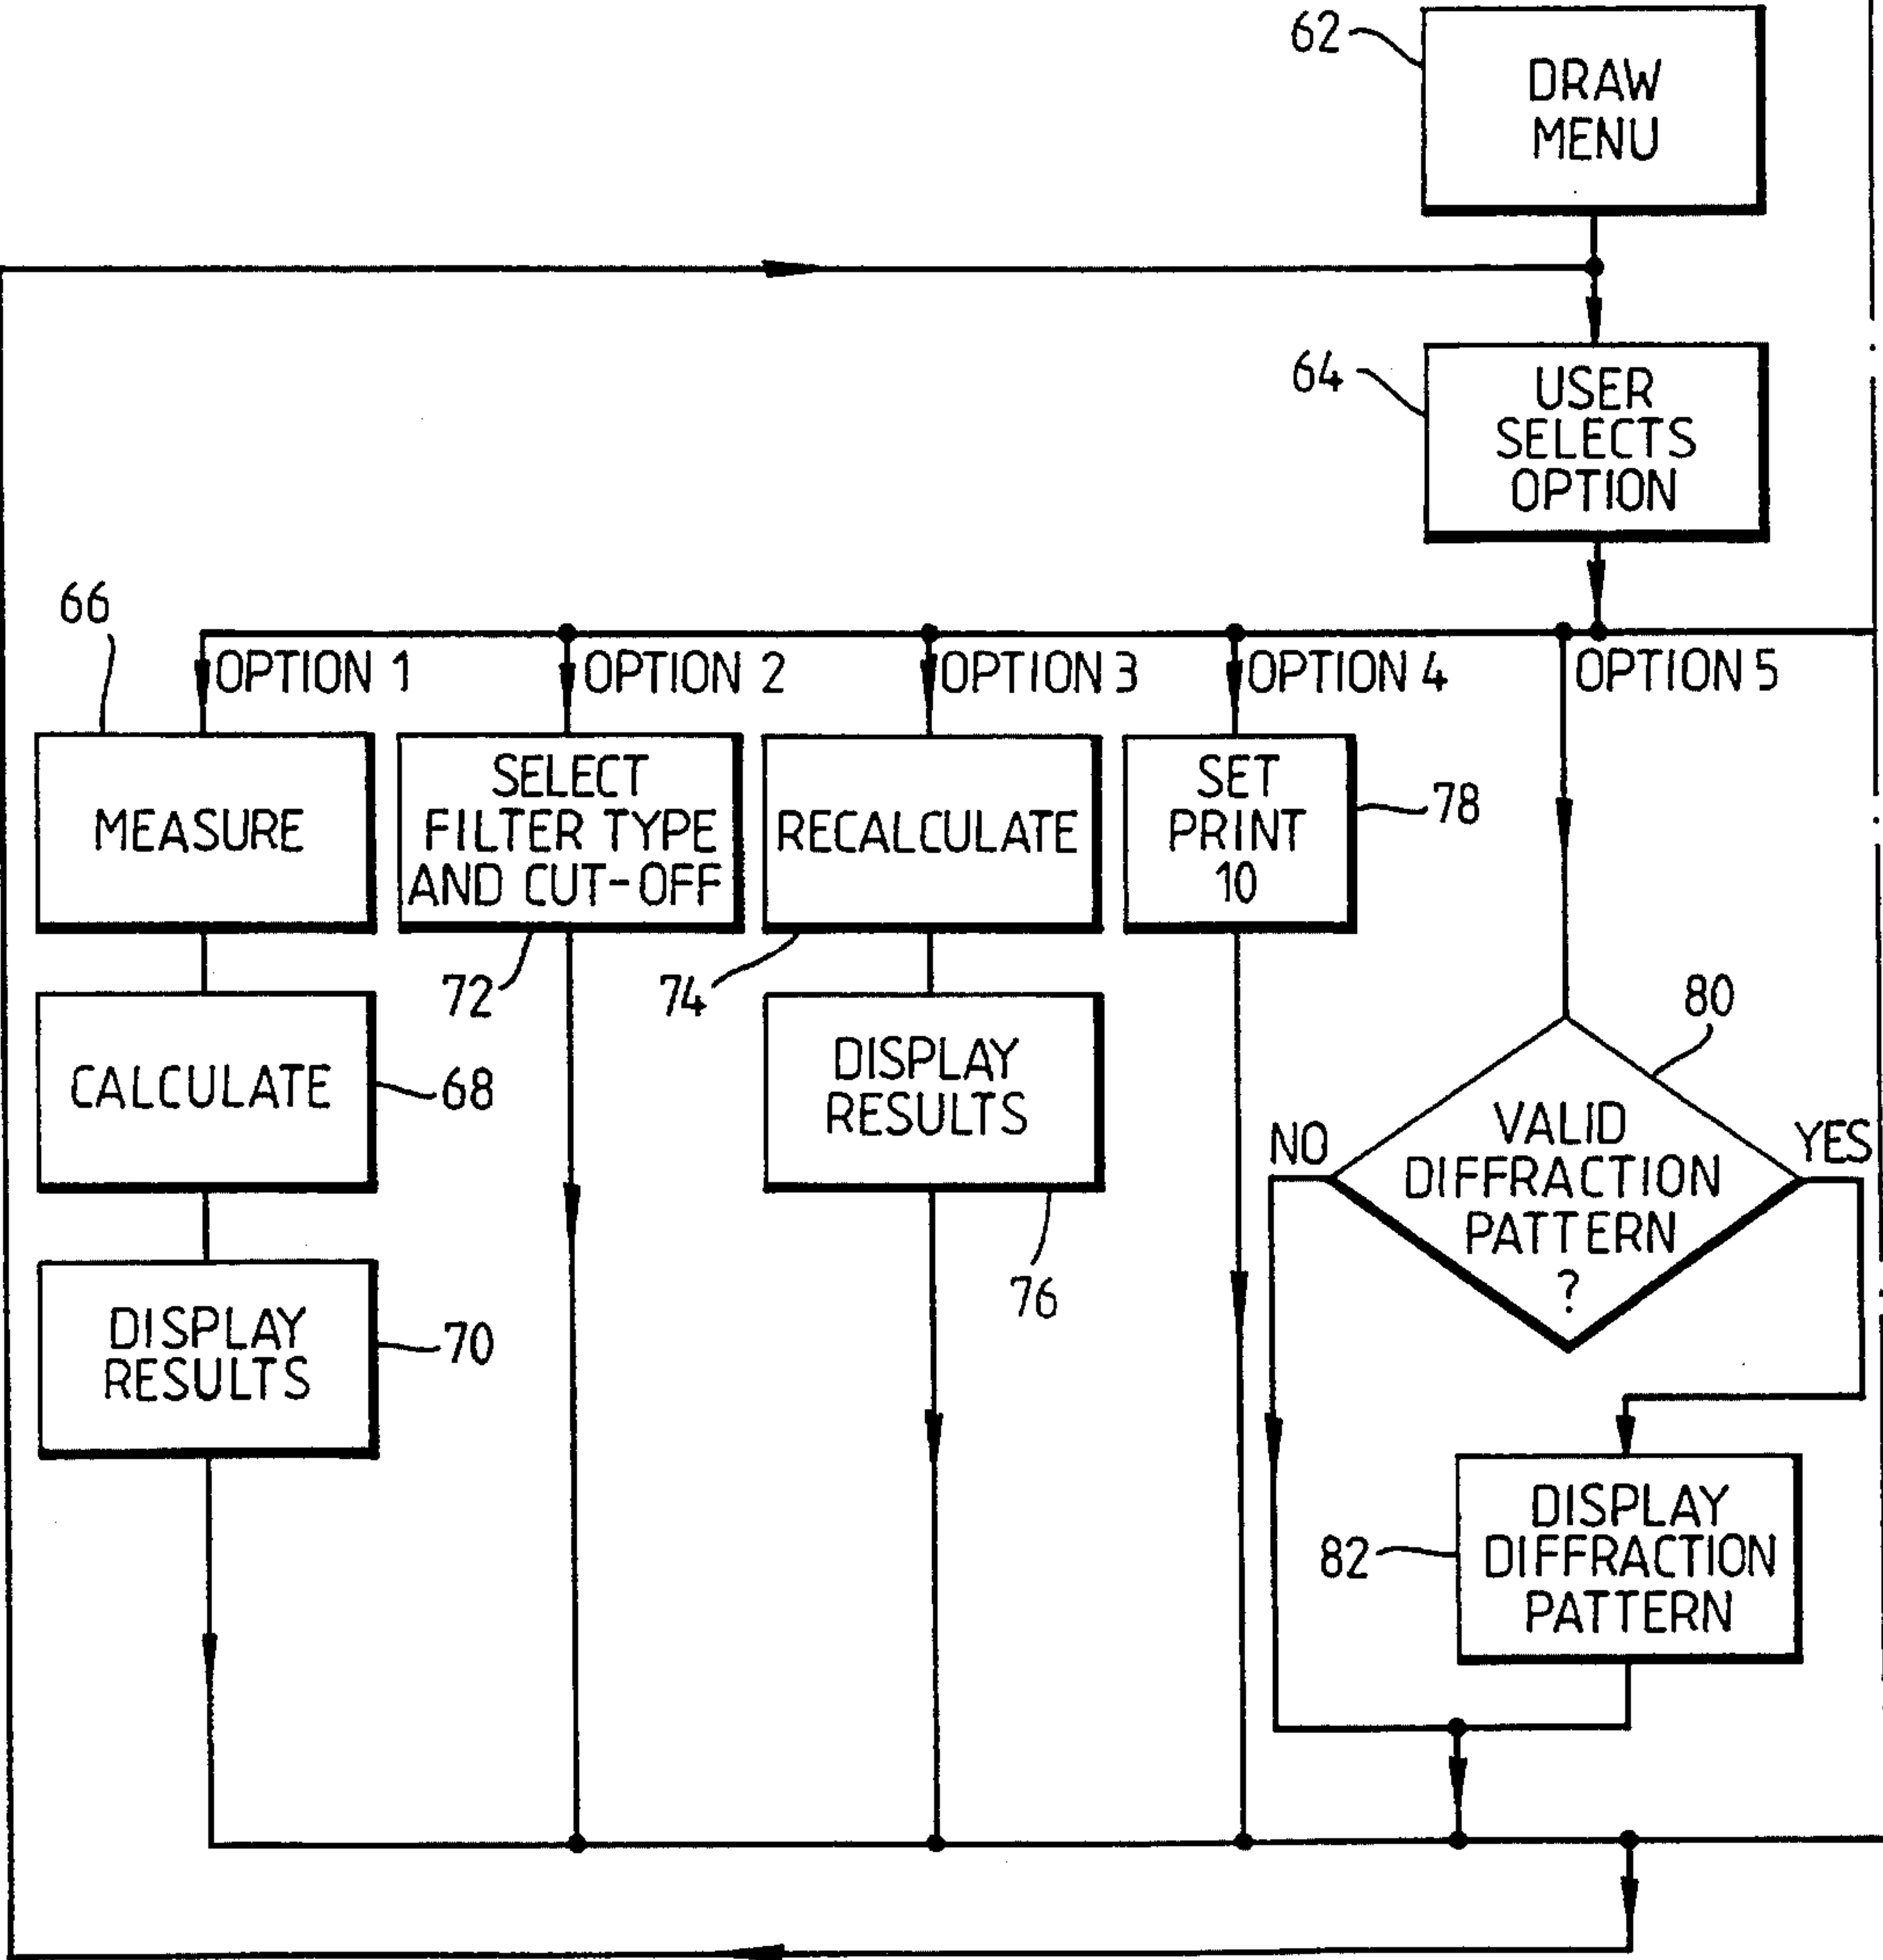 62
DRAW
MENU
64
USER
SELECTS
OPTION
66
OPTION 1
OPTION 2
OPTION 3
OPTION 4
OPTION 5
MEASURE
SELECT
FILTER TYPE
AND CUT-OFF
72
RECALCULATE
74
SET
PRINT
10
78
CALCULATE
68
DISPLAY
RESULTS
76
80
VALID
DIFFRACTION
PATTERN
?
NO
YES
DISPLAY
RESULTS
70
82
DISPLAY
DIFFRACTION
PATTERN